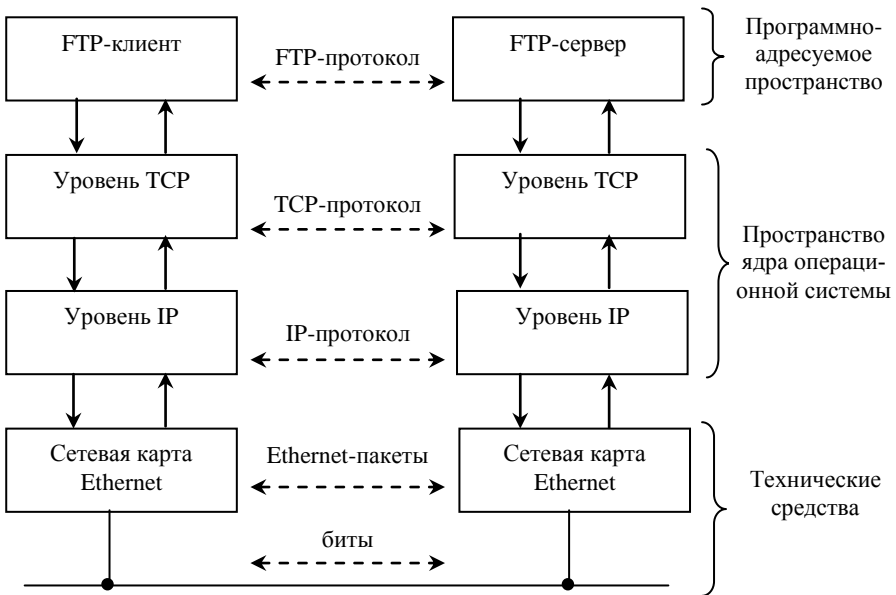 FTP-клиент
FTP-протокол
FTP-сервер
Программно-
адресуемое
пространство
Уровень TCP
TCP-протокол
Уровень TCP
Пространство
ядра операци-
онной системы
Уровень IP
IP-протокол
Уровень IP
Сетевая карта
Ethernet
Ethernet-пакеты
Сетевая карта
Ethernet
Технические
средства
биты